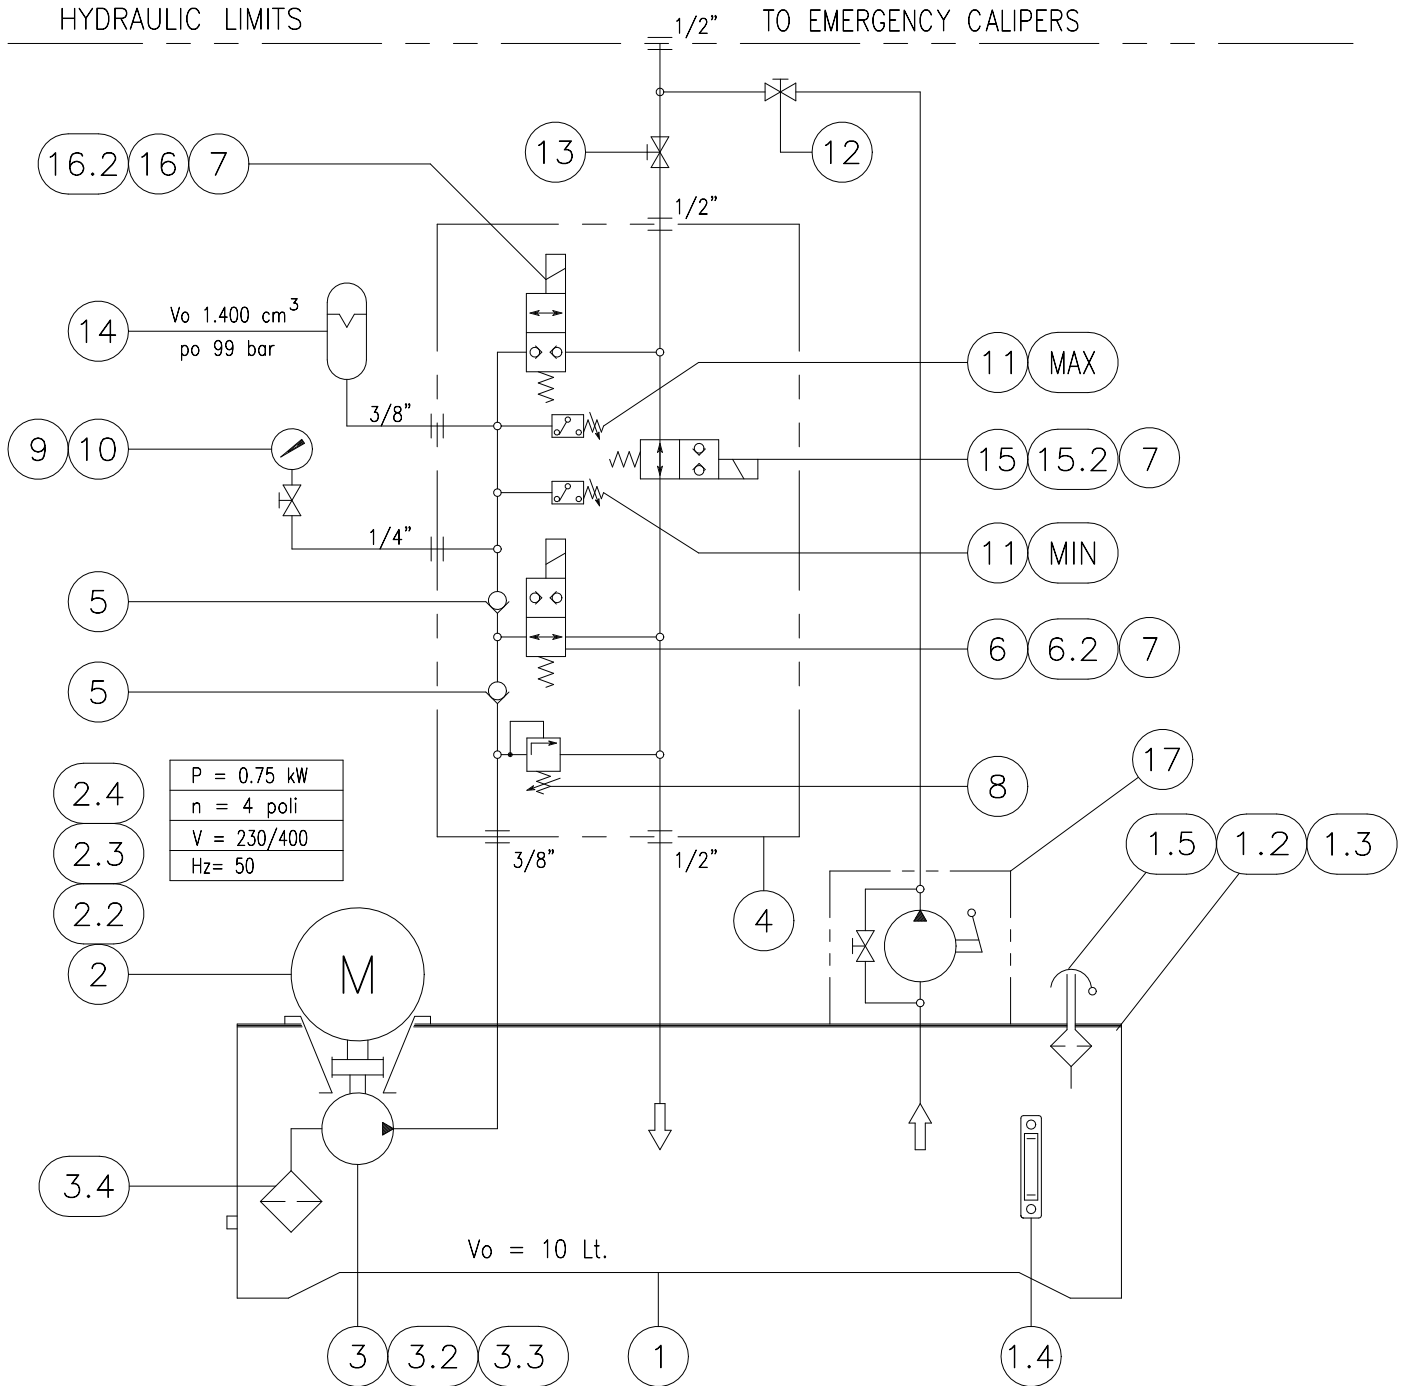 HYDRAULIC LIMITS
TO EMERGENCY CALIPERS
1/2"
16.2 16 7
13
12
1/2"
14
Vo 1.400 cm³
po 99 bar
11 MAX
3/8"
9 10
15 15.2 7
1/4"
11 MIN
5
6 6.2 7
5
17
8
2.4
2.3
2.2
2
P = 0.75 kW
n = 4 poli
V = 230/400
Hz= 50
3/8"
1/2"
1.5 1.2 1.3
4
M
3.4
Vo = 10 Lt.
3 3.2 3.3
1
1.4